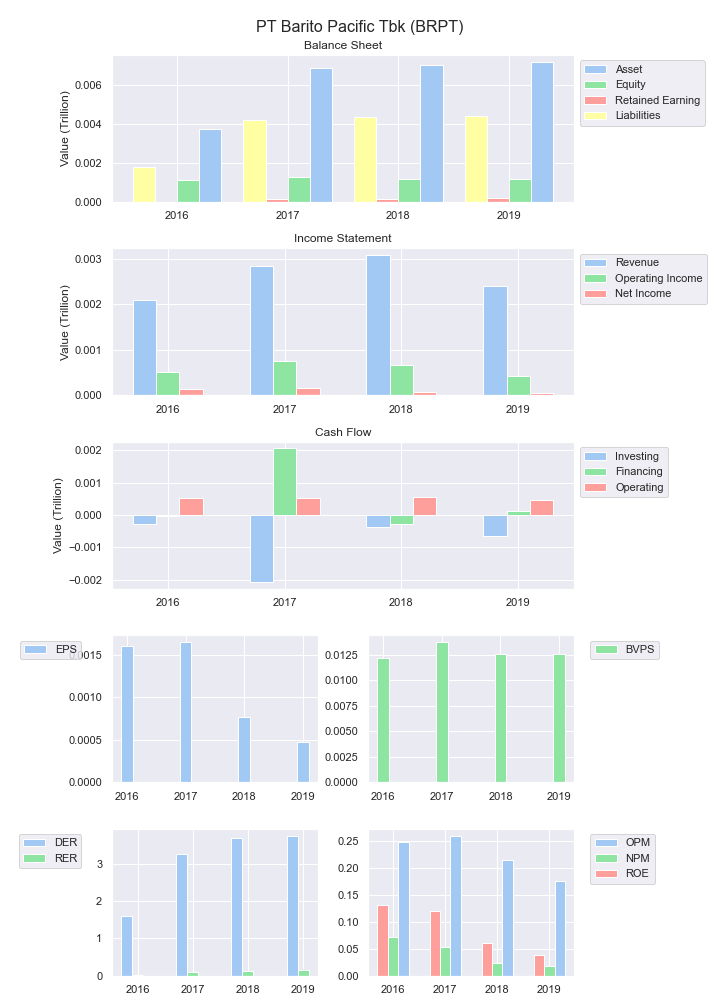 PT Barito Pacific Tbk (BRPT)
Balance Sheet
Value (Trillion)
0.006
0.004
0.002
0.000
2016 2017 2018 2019
Asset
Equity
Retained Earning
Liabilities
Income Statement
Value (Trillion)
0.003
0.002
0.001
0.000
2016 2017 2018 2019
Revenue
Operating Income
Net Income
Cash Flow
Value (Trillion)
0.002
0.001
0.000
−0.001
−0.002
2016 2017 2018 2019
Investing
Financing
Operating
EPS
0.0015
0.0010
0.0005
0.0000
2016 2017 2018 2019
0.0125
0.0100
0.0075
0.0050
0.0025
0.0000
2016 2017 2018 2019
BVPS
DER
RER
3
2
1
0
2016 2017 2018 2019
0.25
0.20
0.15
0.10
0.05
0.00
2016 2017 2018 2019
OPM
NPM
ROE